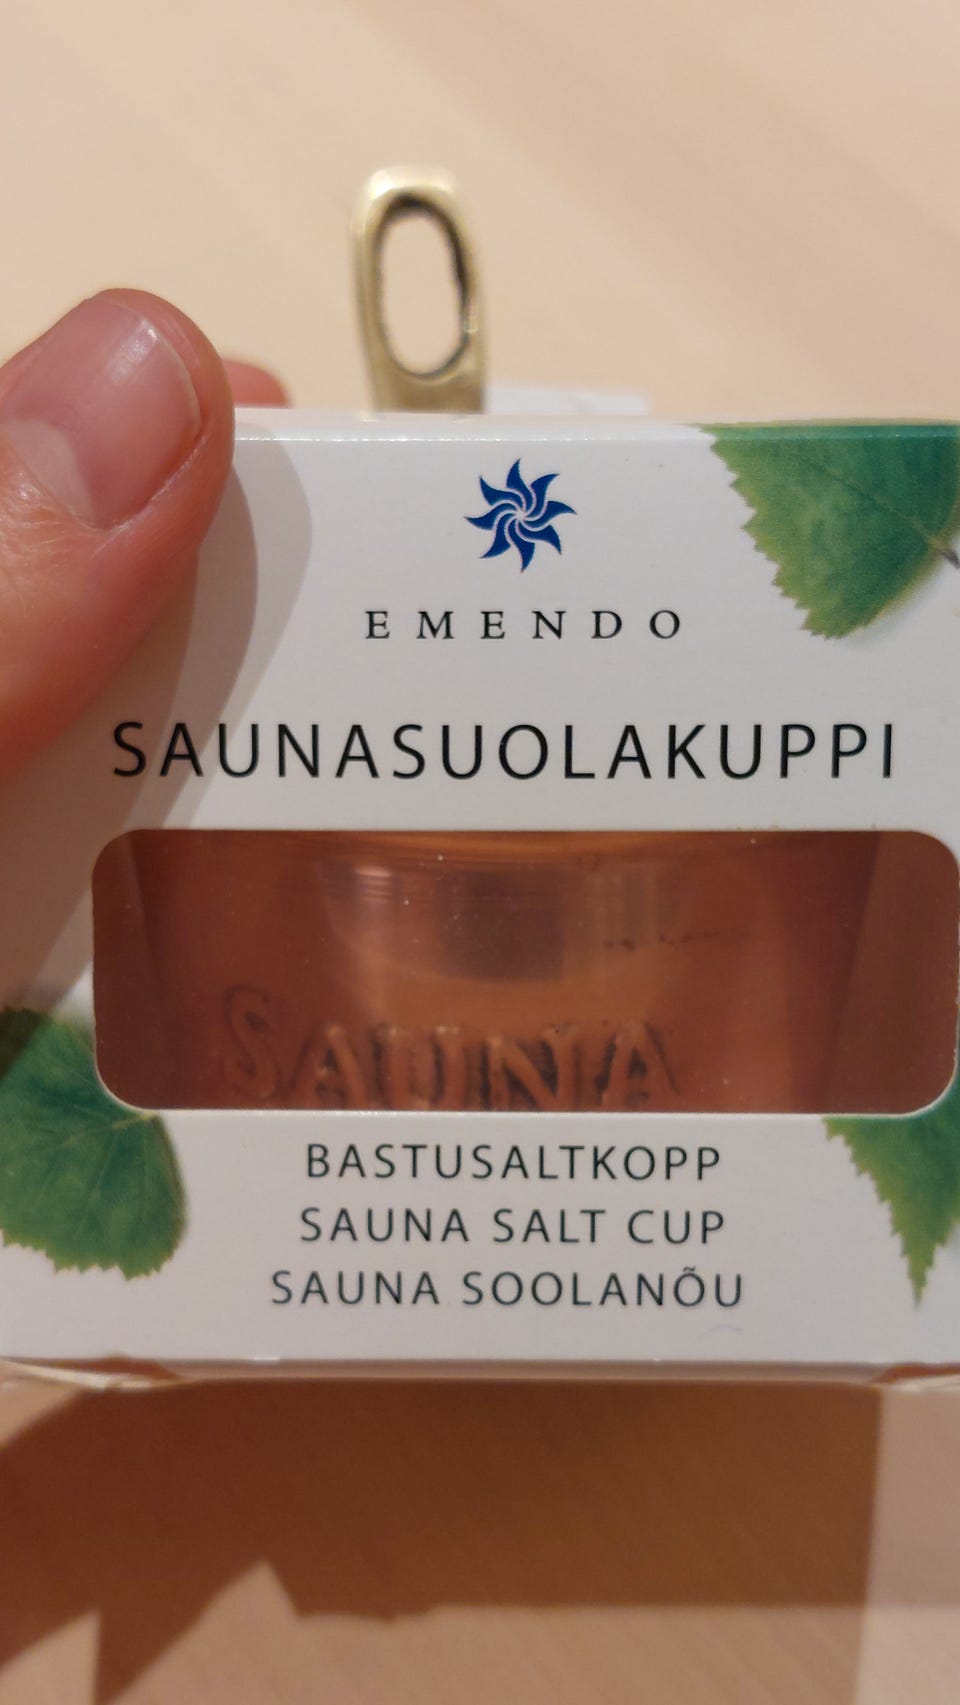 EMENDO
SAUNASUOLAKUPPI
SAUNA
BASTUSALTKOPP
SAUNA SALT CUP
SAUNA SOOLANÕU